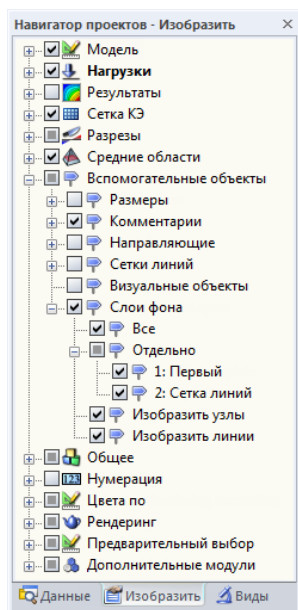 Навигатор проектов - Изобразить
Модель
Нагрузки
Результаты
Сетка КЭ
Разрезы
Средние области
Вспомогательные объекты
Размеры
Комментарии
Направляющие
Сетки линий
Визуальные объекты
Слои фона
Все
Отдельно
1: Первый
2: Сетка линий
Изобразить узлы
Изобразить линии
Общее
123 Нумерация
Цвета по
Рендеринг
Предварительный выбор
Дополнительные модули
Данные Изобразить Виды